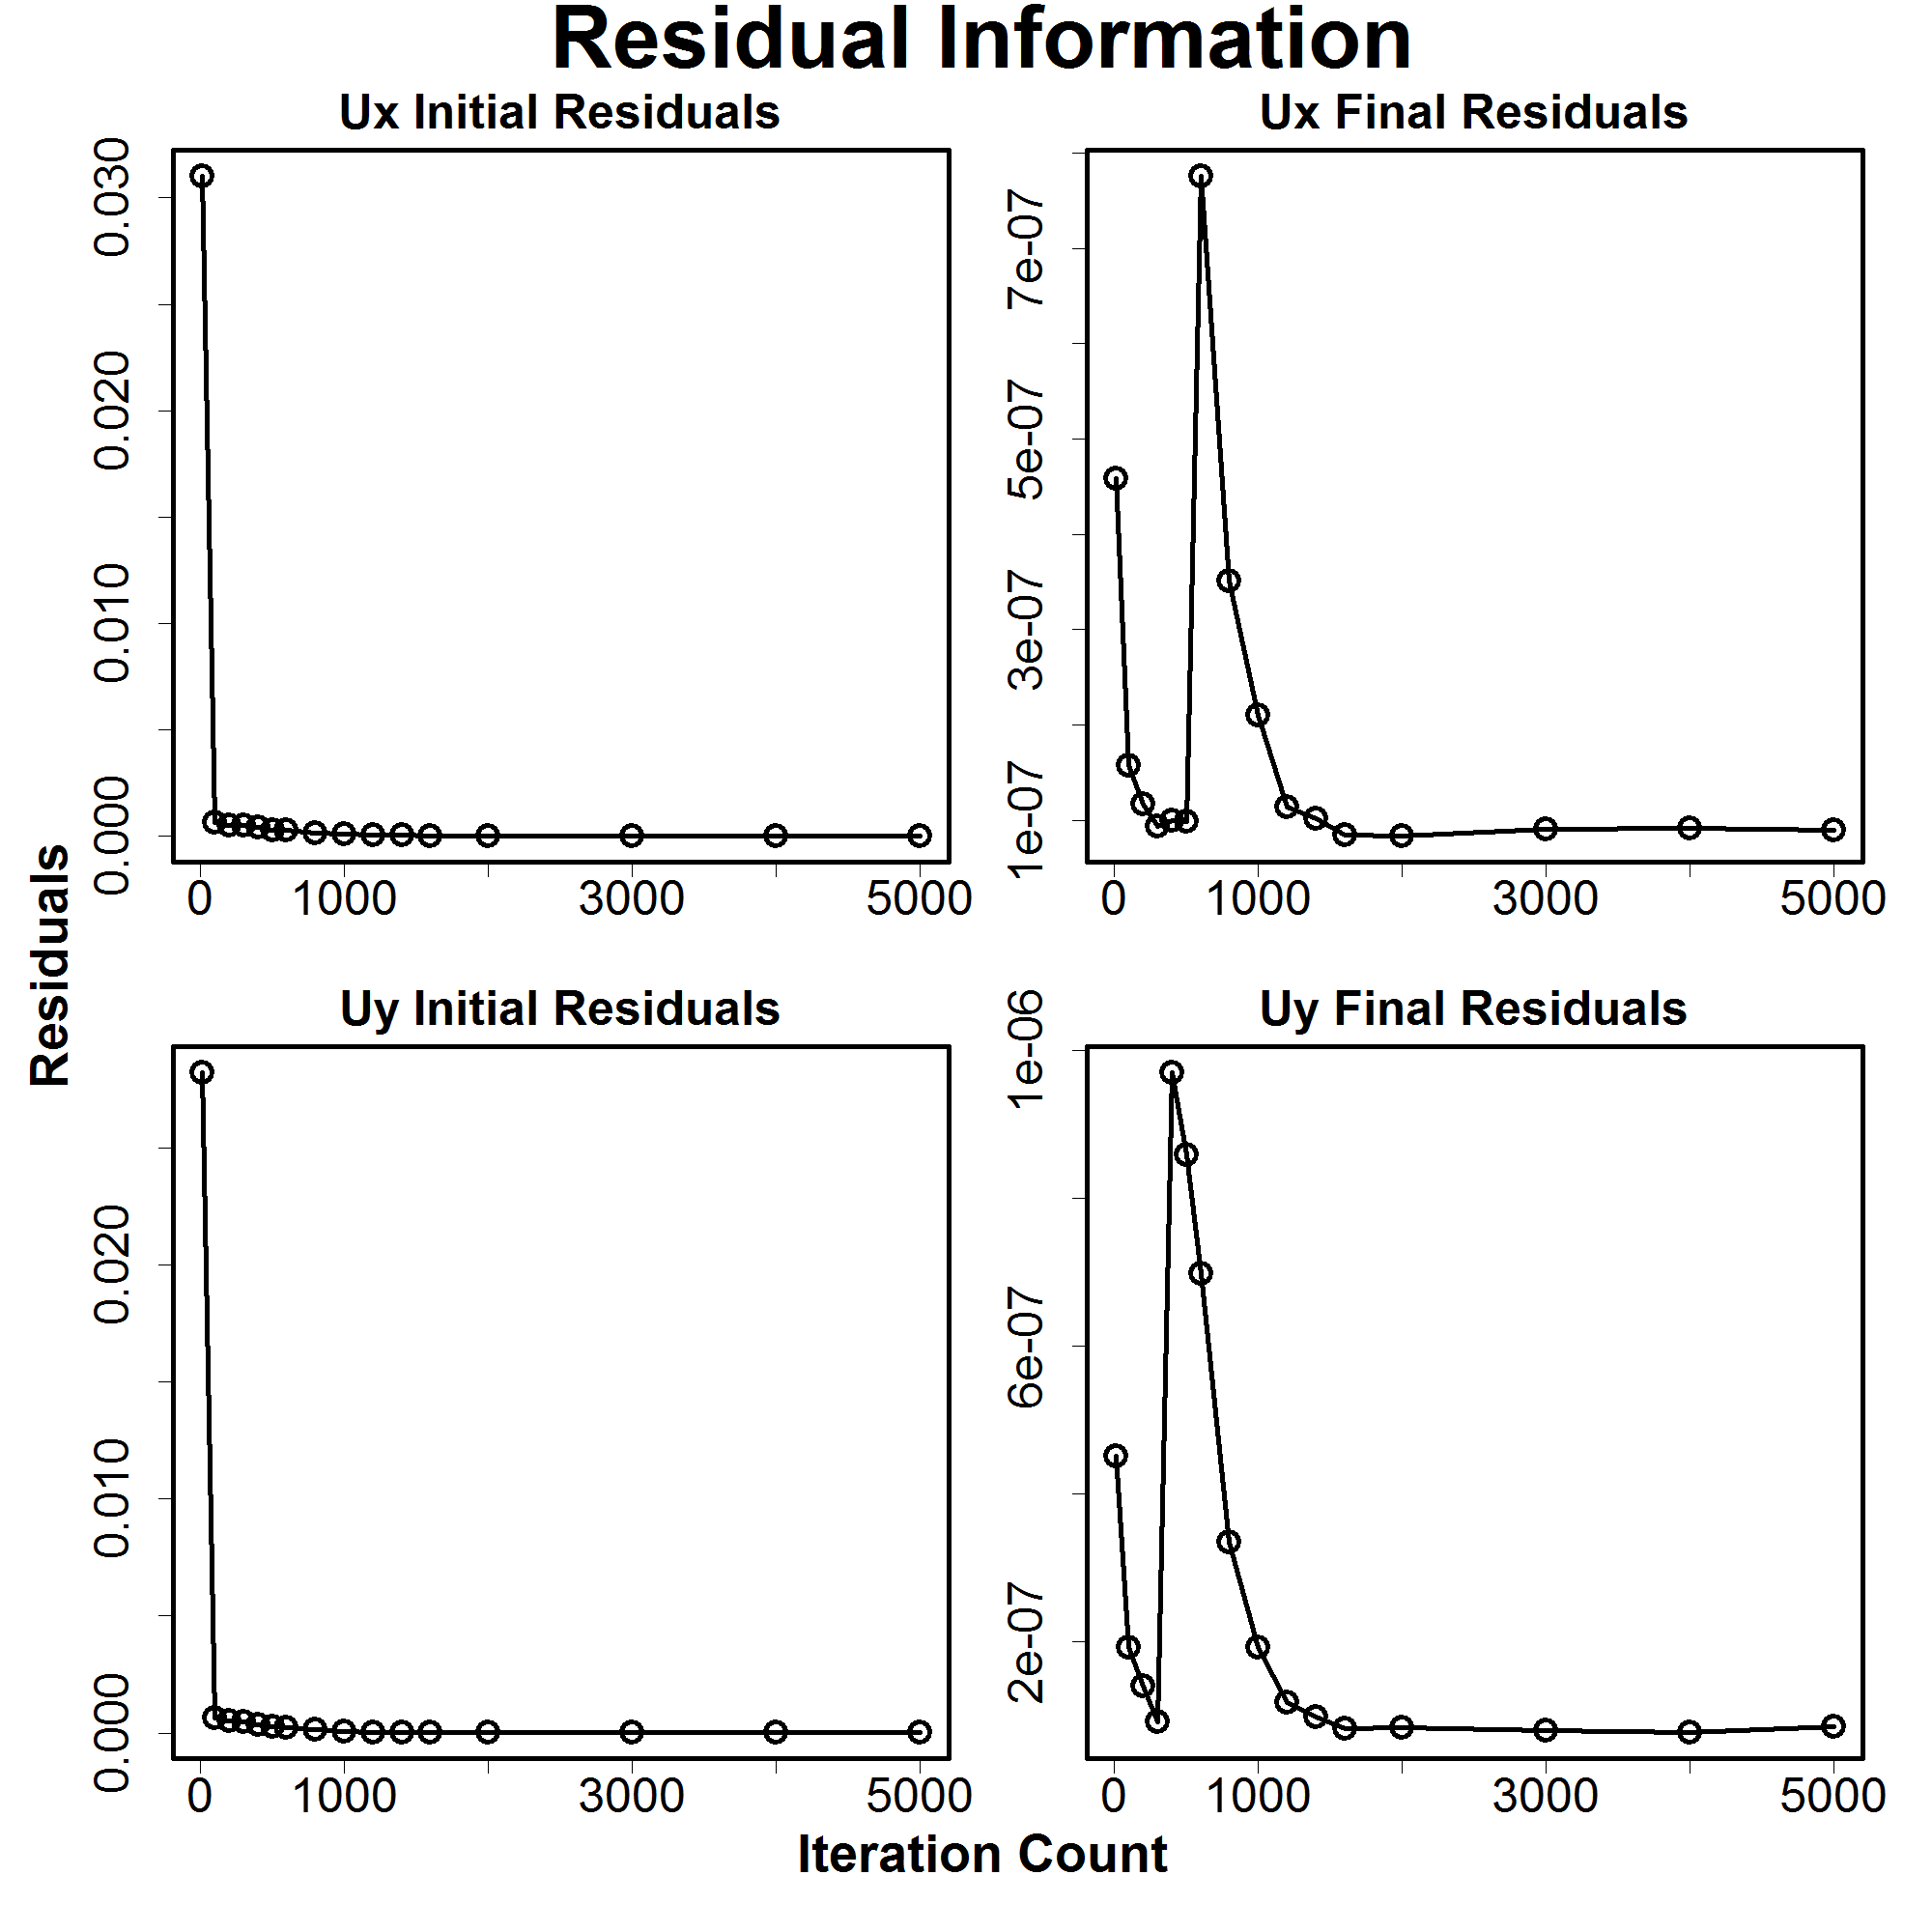 Residual Information
Ux Initial Residuals
0.030
0.020
0.010
0.000
0 1000 3000 5000
Ux Final Residuals
7e-07
5e-07
3e-07
1e-07
0 1000 3000 5000
Residuals
Uy Initial Residuals
0.020
0.010
0.000
0 1000 3000 5000
Uy Final Residuals
1e-06
6e-07
2e-07
0 1000 3000 5000
Iteration Count